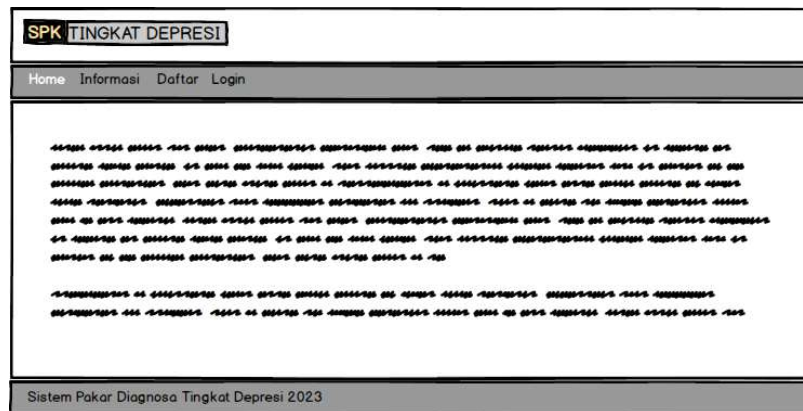 SPK TINGKAT DEPRESI
Home Informasi Daftar Login
Sistem Pakar Diagnosa Tingkat Depresi 2023